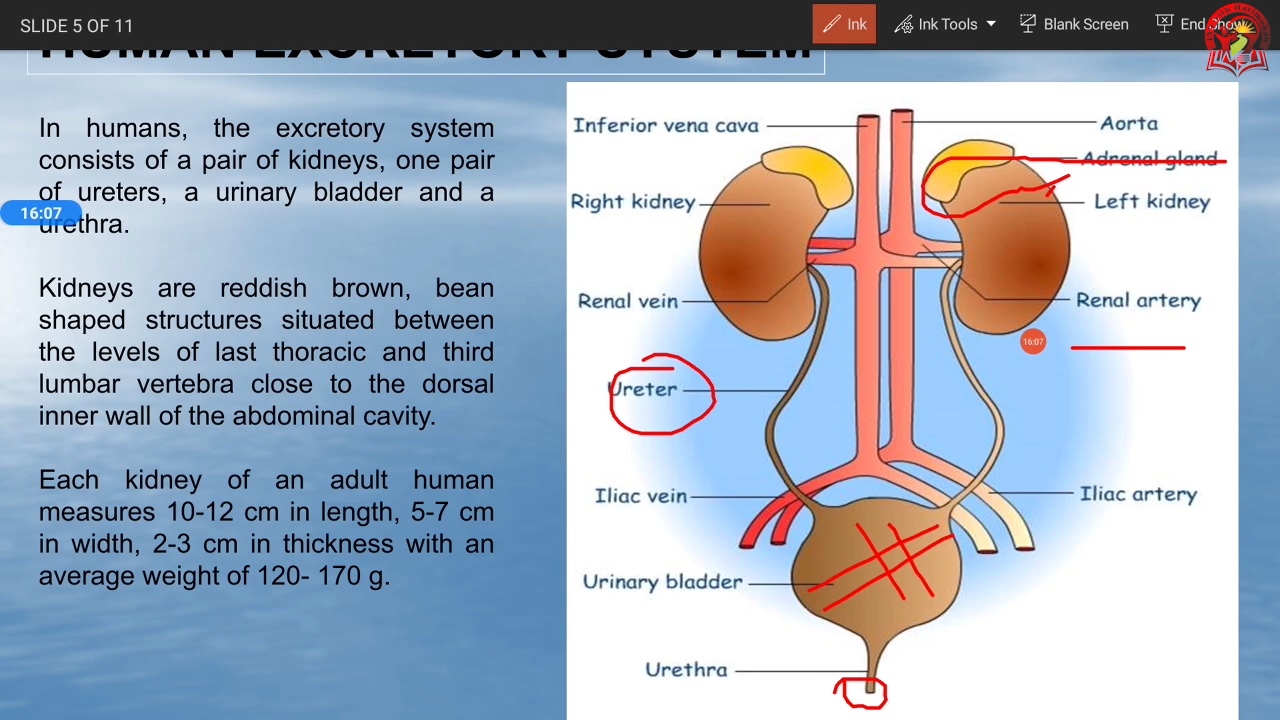 SLIDE 5 OF 11
Ink
Ink Tools
Blank Screen
End Show
HUMAN EXCRETORY SYSTEM
In humans, the excretory system
consists of a pair of kidneys, one pair
of ureters, a urinary bladder and a
urethra.
16:07
Kidneys are reddish brown, bean
shaped structures situated between
the levels of last thoracic and third
lumbar vertebra close to the dorsal
inner wall of the abdominal cavity.
Each kidney of an adult human
measures 10-12 cm in length, 5-7 cm
in width, 2-3 cm in thickness with an
average weight of 120- 170 g.
Inferior vena cava
Aorta
Adrenal gland
Right kidney
Left kidney
Renal vein
Renal artery
16:07
Ureter
Iliac vein
Iliac artery
Urinary bladder
Urethra